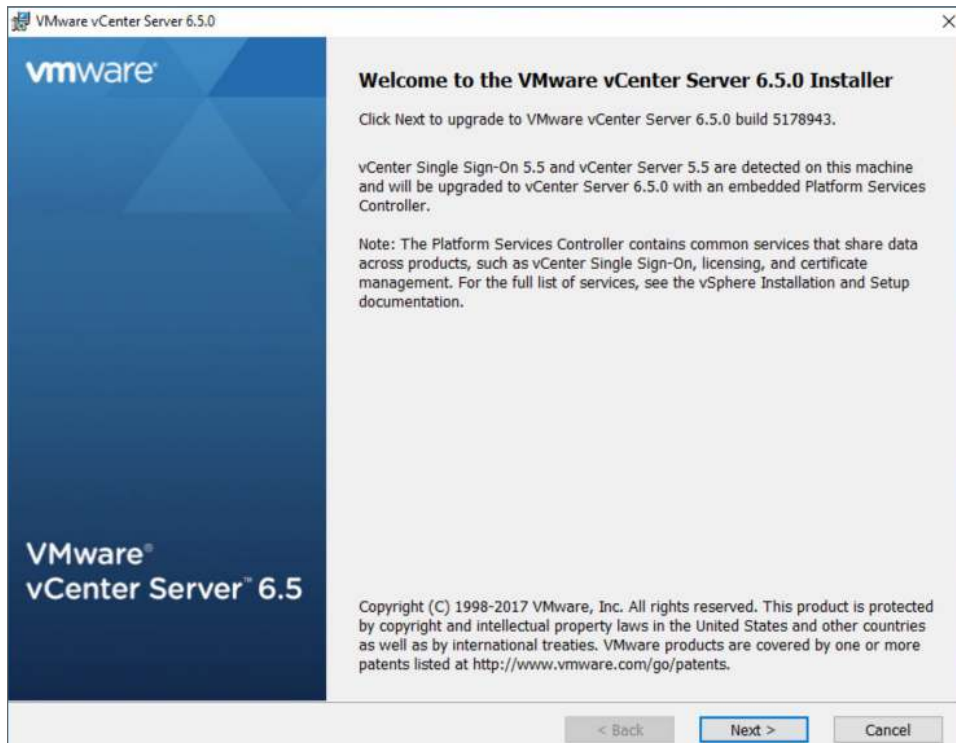 VMware vCenter Server 6.5.0
vmware®
Welcome to the VMware vCenter Server 6.5.0 Installer
Click Next to upgrade to VMware vCenter Server 6.5.0 build 5178943.
vCenter Single Sign-On 5.5 and vCenter Server 5.5 are detected on this machine
and will be upgraded to vCenter Server 6.5.0 with an embedded Platform Services
Controller.
Note: The Platform Services Controller contains common services that share data
across products, such as vCenter Single Sign-On, licensing, and certificate
management. For the full list of services, see the vSphere Installation and Setup
documentation.
VMware®
vCenter Server™ 6.5
Copyright (C) 1998-2017 VMware, Inc. All rights reserved. This product is protected
by copyright and intellectual property laws in the United States and other countries
as well as by international treaties. VMware products are covered by one or more
patents listed at http://www.vmware.com/go/patents.
< Back Next > Cancel